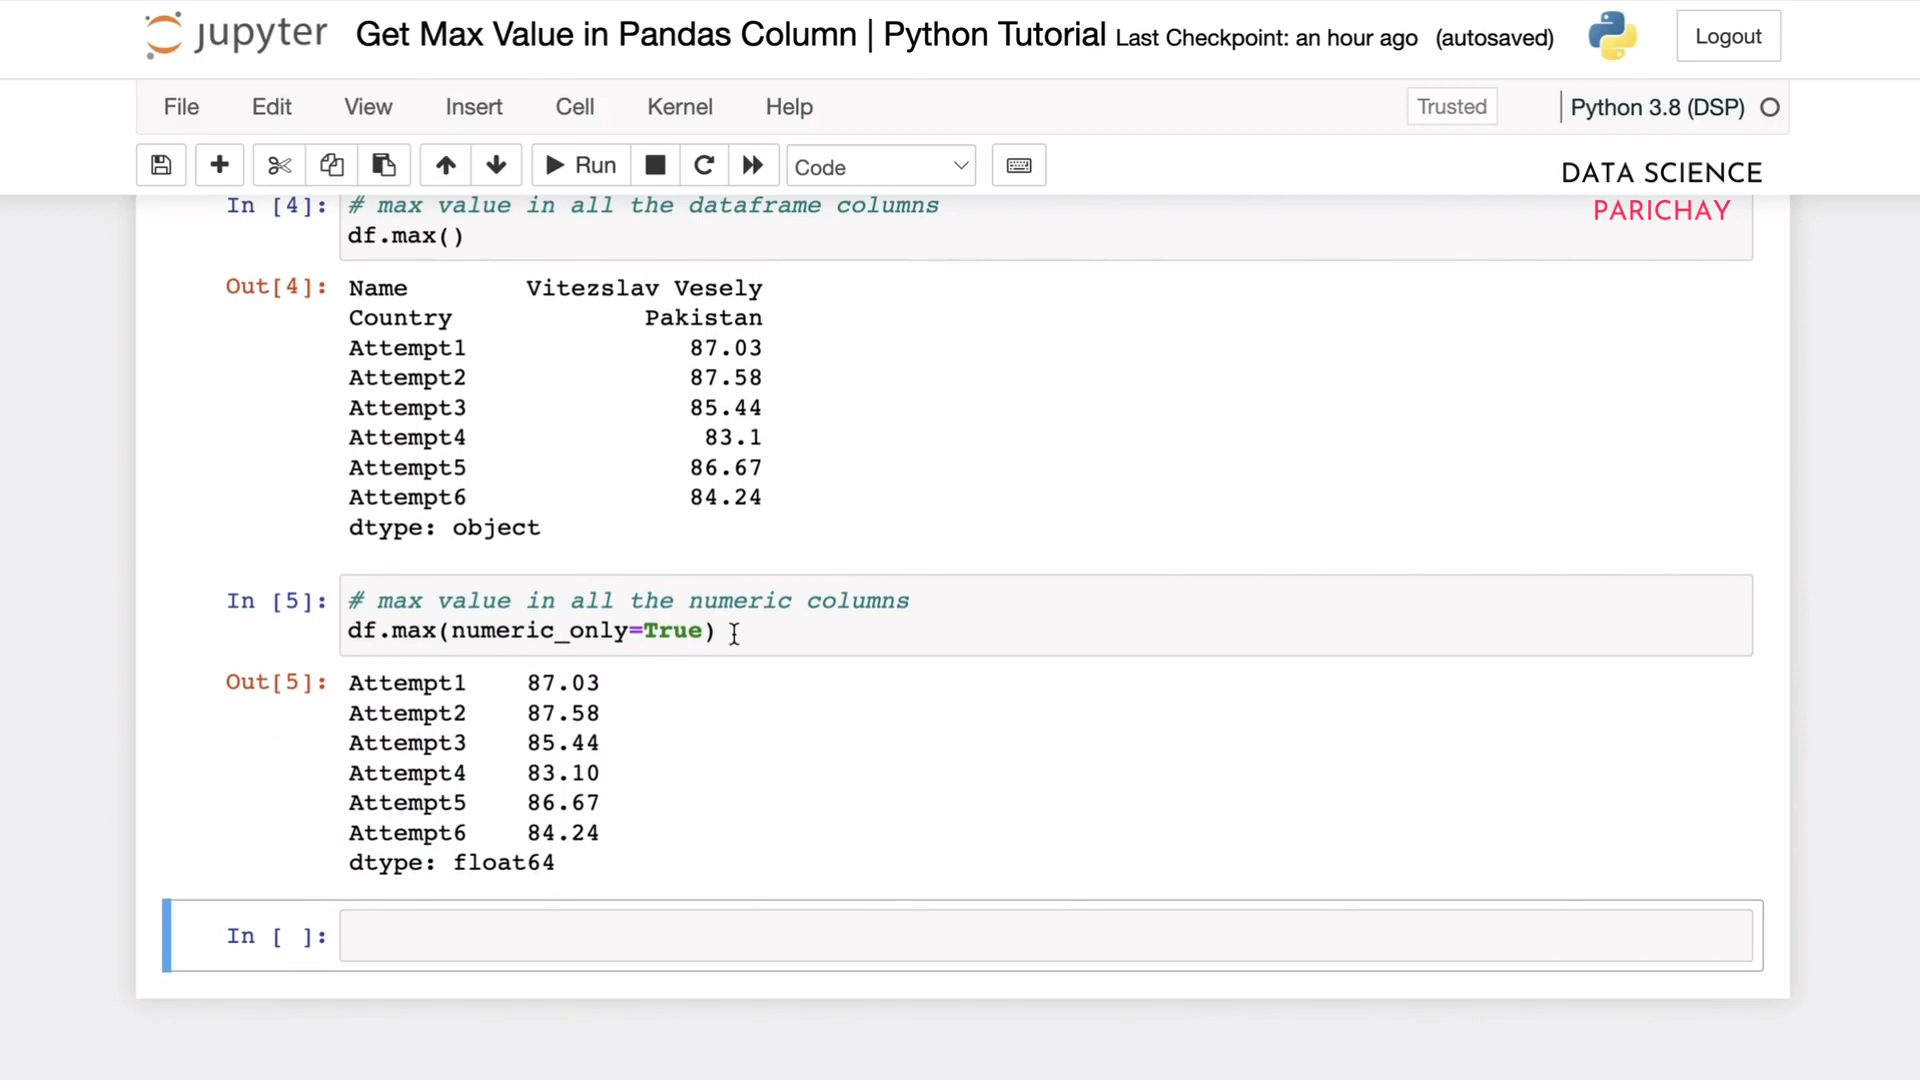 jupyter Get Max Value in Pandas Column | Python Tutorial Last Checkpoint: an hour ago (autosaved) Logout
File Edit View Insert Cell Kernel Help Trusted Python 3.8 (DSP)
Run Code
DATA SCIENCE
PARICHAY
In [4]: # max value in all the dataframe columns
df.max()
Out[4]: Name Vitezslav Vesely
Country Pakistan
Attempt1 87.03
Attempt2 87.58
Attempt3 85.44
Attempt4 83.1
Attempt5 86.67
Attempt6 84.24
dtype: object
In [5]: # max value in all the numeric columns
df.max(numeric_only=True)
Out[5]: Attempt1 87.03
Attempt2 87.58
Attempt3 85.44
Attempt4 83.10
Attempt5 86.67
Attempt6 84.24
dtype: float64
In [ ]: